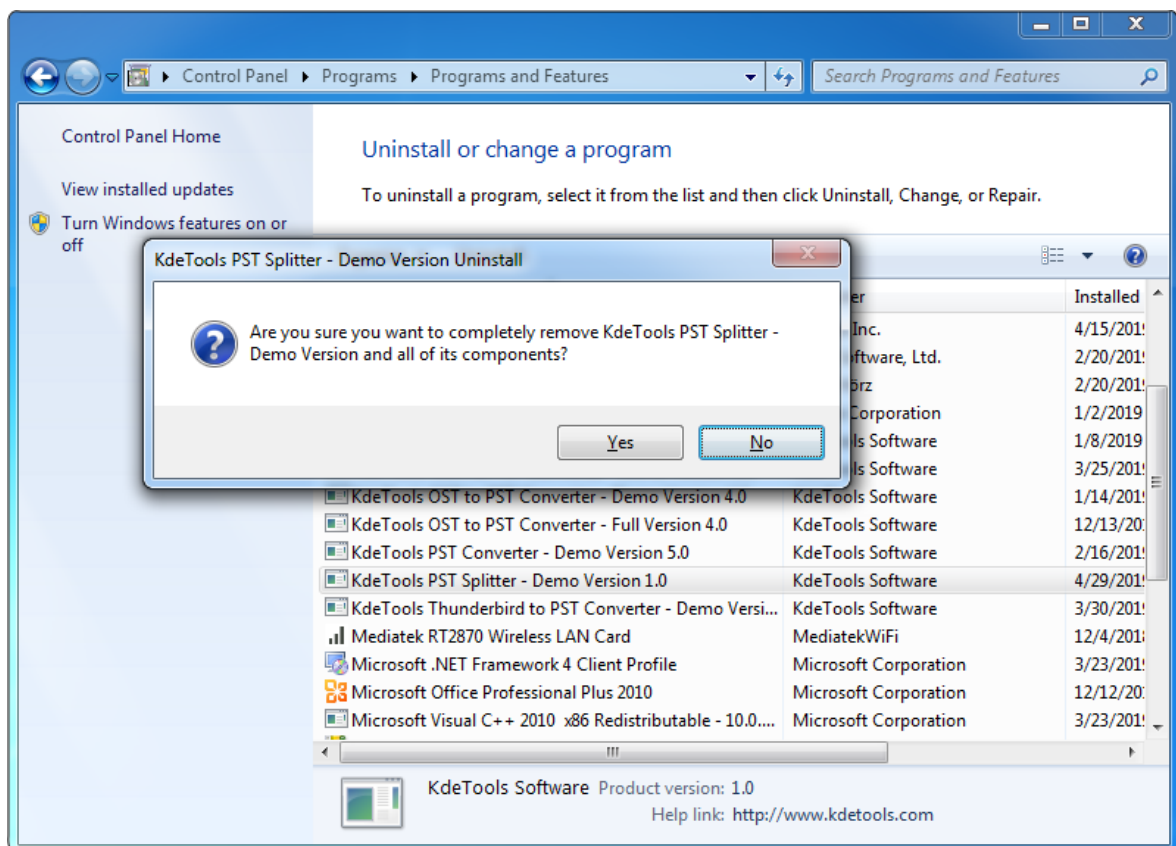 Control Panel Programs Programs and Features Search Programs and Features
Control Panel Home
View installed updates
Turn Windows features on or
off
Uninstall or change a program
To uninstall a program, select it from the list and then click Uninstall, Change, or Repair.
KdeTools PST Splitter - Demo Version Uninstall
Are you sure you want to completely remove KdeTools PST Splitter -
Demo Version and all of its components?
Yes No
Installed
Inc. 4/15/201
Ltd. 2/20/201
2/20/201
Corporation 1/2/2019
Software 1/8/2019
Software 3/25/201
KdeTools OST to PST Converter - Demo Version 4.0 KdeTools Software 1/14/201
KdeTools OST to PST Converter - Full Version 4.0 KdeTools Software 12/13/20
KdeTools PST Converter - Demo Version 5.0 KdeTools Software 2/16/201
KdeTools PST Splitter - Demo Version 1.0 KdeTools Software 4/29/201
KdeTools Thunderbird to PST Converter - Demo Versi... KdeTools Software 3/30/201
Mediatek RT2870 Wireless LAN Card MediatekWiFi 12/4/201
Microsoft .NET Framework 4 Client Profile Microsoft Corporation 3/23/201
Microsoft Office Professional Plus 2010 Microsoft Corporation 12/12/20
Microsoft Visual C++ 2010 x86 Redistributable - 10.0.... Microsoft Corporation 3/23/201
KdeTools Software Product version: 1.0
Help link: http://www.kdetools.com